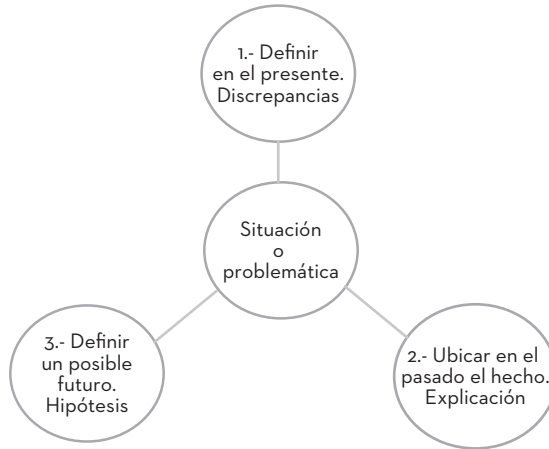 1.- Definir
en el presente.
Discrepancias
Situación
o
problemática
3.- Definir
un posible
futuro.
Hipótesis
2.- Ubicar en el
pasado el hecho.
Explicación